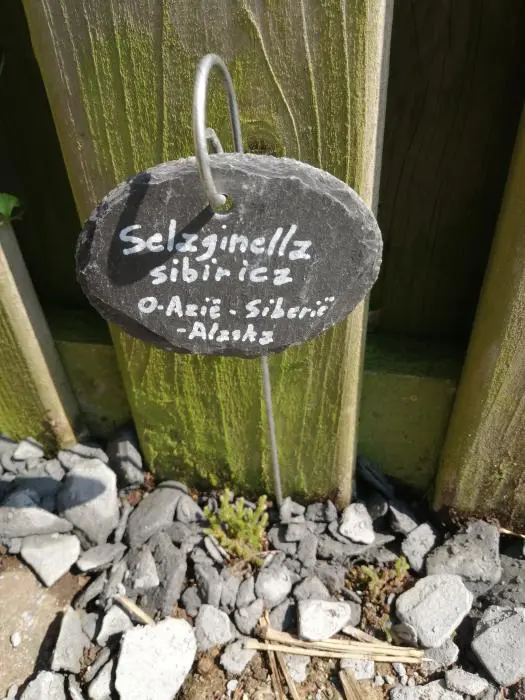 Selaginella
sibirica
O-Azië - Siberië
-Alaska